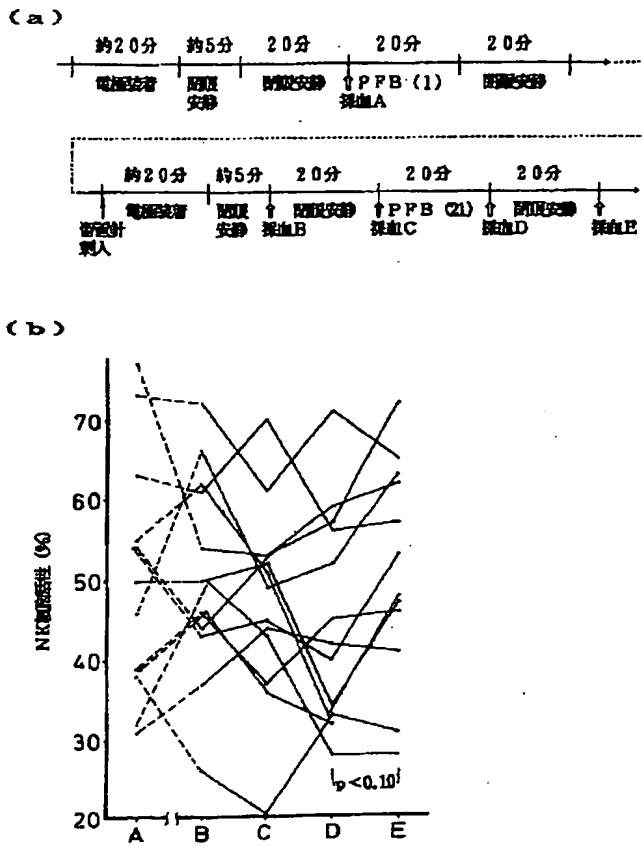 (a)
約20分 約5分 20分 20分 20分
電極装着 閉眼安静 閉眼安静 ⇧PFB(1) 閉眼安静
採血A
約20分 約5分 20分 20分 20分
電極装着 閉眼安静 閉眼安静 PFB(21) 閉眼安静
刺入 採血B 採血C 採血D 採血E
(b)
NK細胞活性 (%)
70
60
50
40
30
20
p<0.10
A B C D E